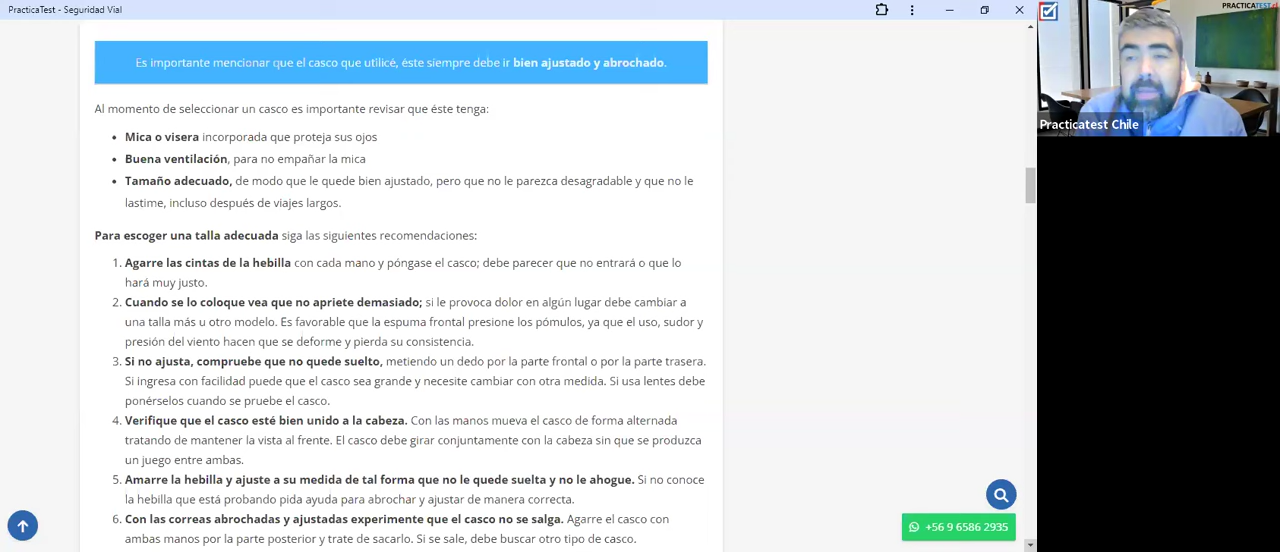 PracticaTest - Seguridad Vial
PRACTICATEST.cl
Es importante mencionar que el casco que utilicé, éste siempre debe ir bien ajustado y abrochado.
Al momento de seleccionar un casco es importante revisar que éste tenga:
• Mica o visera incorporada que proteja sus ojos
• Buena ventilación, para no empañar la mica
• Tamaño adecuado, de modo que le quede bien ajustado, pero que no le parezca desagradable y que no le
lastime, incluso después de viajes largos.
Practicatest Chile
Para escoger una talla adecuada siga las siguientes recomendaciones:
1. Agarre las cintas de la hebilla con cada mano y póngase el casco; debe parecer que no entrará o que lo
hará muy justo.
2. Cuando se lo coloque vea que no apriete demasiado; si le provoca dolor en algún lugar debe cambiar a
una talla más u otro modelo. Es favorable que la espuma frontal presione los pómulos, ya que el uso, sudor y
presión del viento hacen que se deforme y pierda su consistencia.
3. Si no ajusta, compruebe que no quede suelto, metiendo un dedo por la parte frontal o por la parte trasera.
Si ingresa con facilidad puede que el casco sea grande y necesite cambiar con otra medida. Si usa lentes debe
ponérselos cuando se pruebe el casco.
4. Verifique que el casco esté bien unido a la cabeza. Con las manos mueva el casco de forma alternada
tratando de mantener la vista al frente. El casco debe girar conjuntamente con la cabeza sin que se produzca
un juego entre ambas.
5. Amarre la hebilla y ajuste a su medida de tal forma que no le quede suelta y no le ahogue. Si no conoce
la hebilla que está probando pida ayuda para abrochar y ajustar de manera correcta.
6. Con las correas abrochadas y ajustadas experimente que el casco no se salga. Agarre el casco con
ambas manos por la parte posterior y trate de sacarlo. Si se sale, debe buscar otro tipo de casco.
+56 9 6586 2935